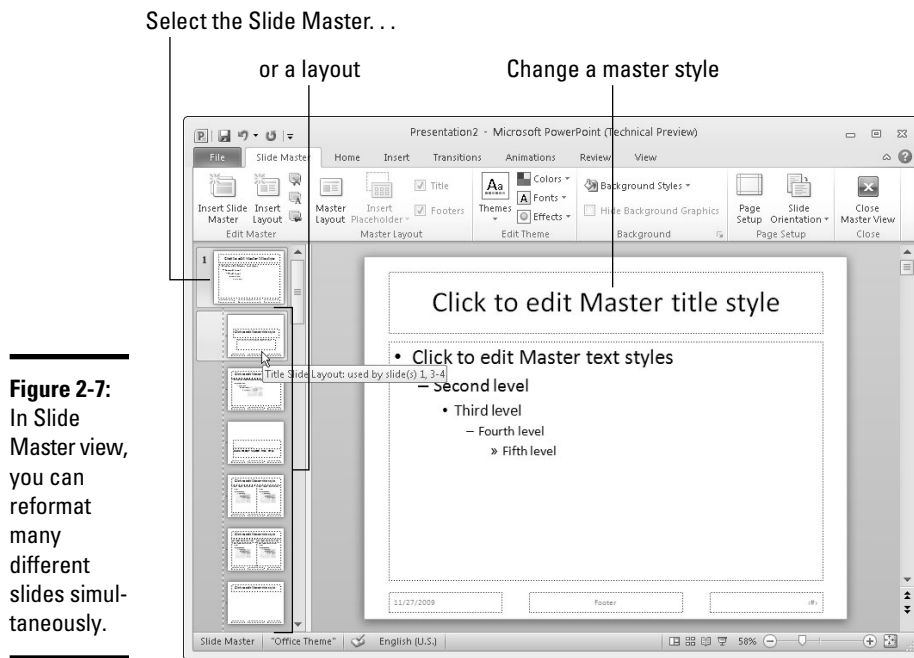 Select the Slide Master. . .
or a layout
Change a master style
Presentation2 - Microsoft PowerPoint (Technical Preview)
File Slide Master Home Insert Transitions Animations Review View
Insert Slide Master
Insert Layout
Edit Master
Master Layout
Insert Placeholder
Title
Footers
Master Layout
Themes
Colors
Fonts
Effects
Edit Theme
Background Styles
Hide Background Graphics
Background
Page Setup
Slide Orientation
Page Setup
Close Master View
Close
1
Click to edit Master title style
• Click to edit Master text styles
– Second level
• Third level
– Fourth level
» Fifth level
Title Slide Layout: used by slide(s) 1, 3-4
11/27/2009
Footer
‹#›
Slide Master "Office Theme" English (U.S.) 58%
Figure 2-7:
In Slide
Master view,
you can
reformat
many
different
slides simul-
taneously.